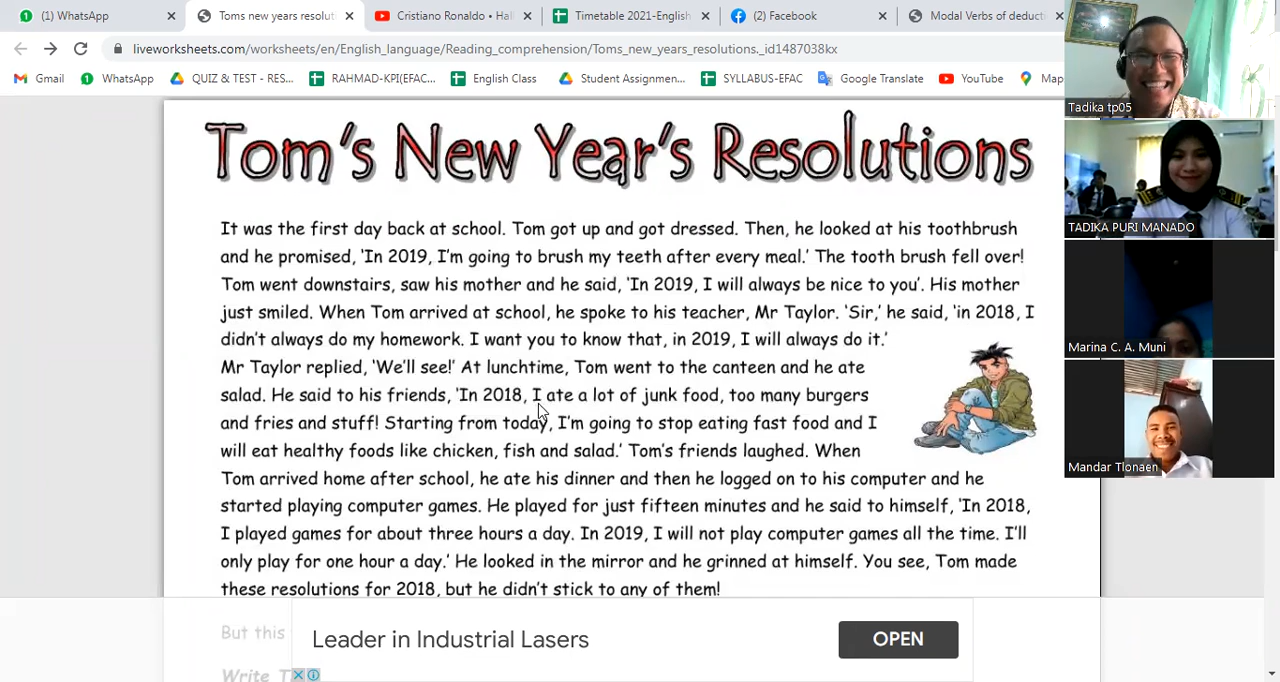 (1) WhatsApp
Toms new years resolut
Cristiano Ronaldo • Hal
Timetable 2021-English
(2) Facebook
Modal Verbs of deducti
liveworksheets.com/worksheets/en/English_language/Reading_comprehension/Toms_new_years_resolutions._id1487038kx
Gmail
WhatsApp
QUIZ & TEST - RES...
RAHMAD-KPI(EFAC...
English Class
Student Assignmen...
SYLLABUS-EFAC
Google Translate
YouTube
Map
Tadika tp05
TADIKA PURI MANADO
Marina C. A. Muni
Mandar Tlonaen
Tom's New Year's Resolutions
It was the first day back at school. Tom got up and got dressed. Then, he looked at his toothbrush
and he promised, 'In 2019, I'm going to brush my teeth after every meal.' The tooth brush fell over!
Tom went downstairs, saw his mother and he said, 'In 2019, I will always be nice to you'. His mother
just smiled. When Tom arrived at school, he spoke to his teacher, Mr Taylor. 'Sir,' he said, 'in 2018, I
didn't always do my homework. I want you to know that, in 2019, I will always do it.'
Mr Taylor replied, 'We'll see!' At lunchtime, Tom went to the canteen and he ate
salad. He said to his friends, 'In 2018, I ate a lot of junk food, too many burgers
and fries and stuff! Starting from today, I'm going to stop eating fast food and I
will eat healthy foods like chicken, fish and salad.' Tom's friends laughed. When
Tom arrived home after school, he ate his dinner and then he logged on to his computer and he
started playing computer games. He played for just fifteen minutes and he said to himself, 'In 2018,
I played games for about three hours a day. In 2019, I will not play computer games all the time. I'll
only play for one hour a day.' He looked in the mirror and he grinned at himself. You see, Tom made
these resolutions for 2018, but he didn't stick to any of them!
But this
Write T
Leader in Industrial Lasers
OPEN